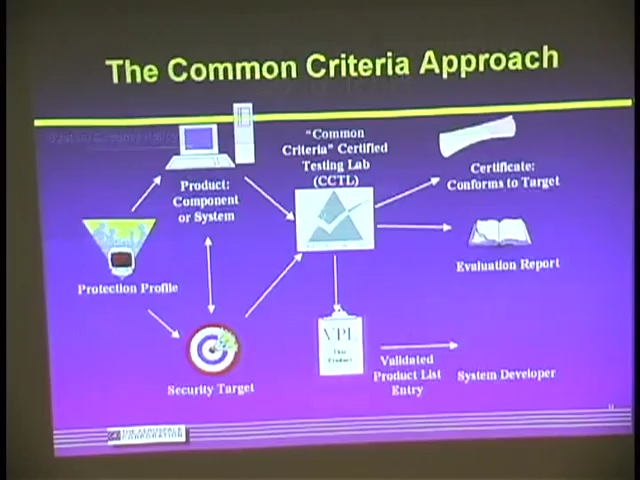 The Common Criteria Approach
"Common
Criteria" Certified
Testing Lab
(CCTL)
Product:
Component
or System
Certificate:
Conforms to Target
Protection Profile
Evaluation Report
VPL
Security Target
Validated
Product List
Entry
System Developer
THE AEROSPACE
CORPORATION